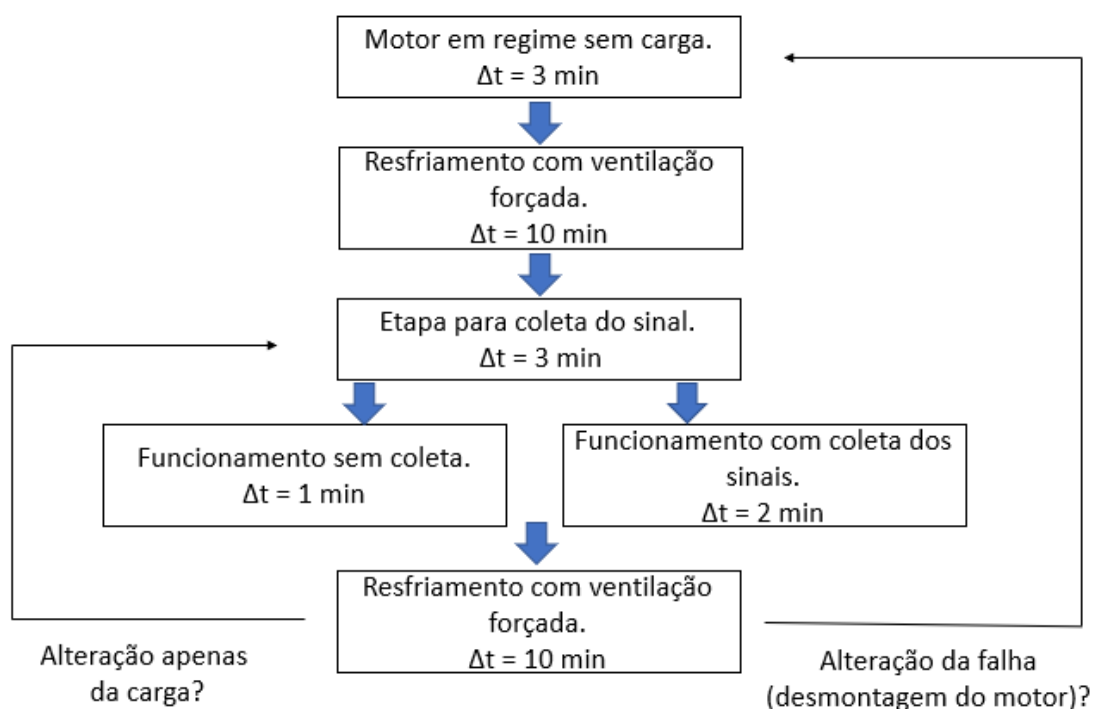 Motor em regime sem carga.
Δt = 3 min
Resfriamento com ventilação
forçada.
Δt = 10 min
Etapa para coleta do sinal.
Δt = 3 min
Funcionamento sem coleta.
Δt = 1 min
Funcionamento com coleta dos
sinais.
Δt = 2 min
Resfriamento com ventilação
forçada.
Δt = 10 min
Alteração apenas
da carga?
Alteração da falha
(desmontagem do motor)?